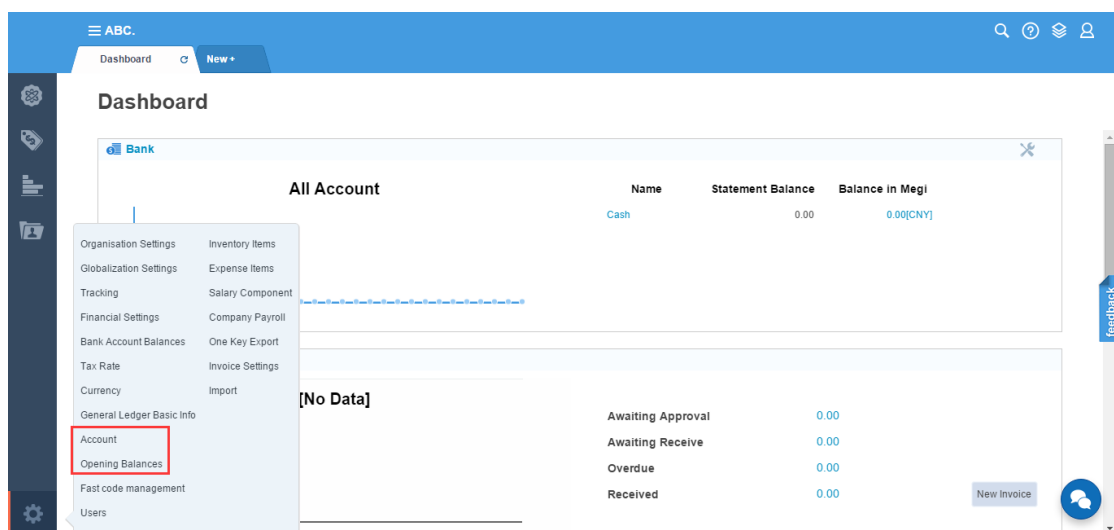 ABC.
Dashboard
New +
Dashboard
Bank
All Account
Name Statement Balance Balance in Megi
Cash 0.00 0.00[CNY]
Organisation Settings Inventory Items
Globalization Settings Expense Items
Tracking Salary Component
Financial Settings Company Payroll
Bank Account Balances One Key Export
Tax Rate Invoice Settings
Currency Import
General Ledger Basic Info
Account
Opening Balances
Fast code management
Users
[No Data]
Awaiting Approval 0.00
Awaiting Receive 0.00
Overdue 0.00
Received 0.00
New Invoice
feedback